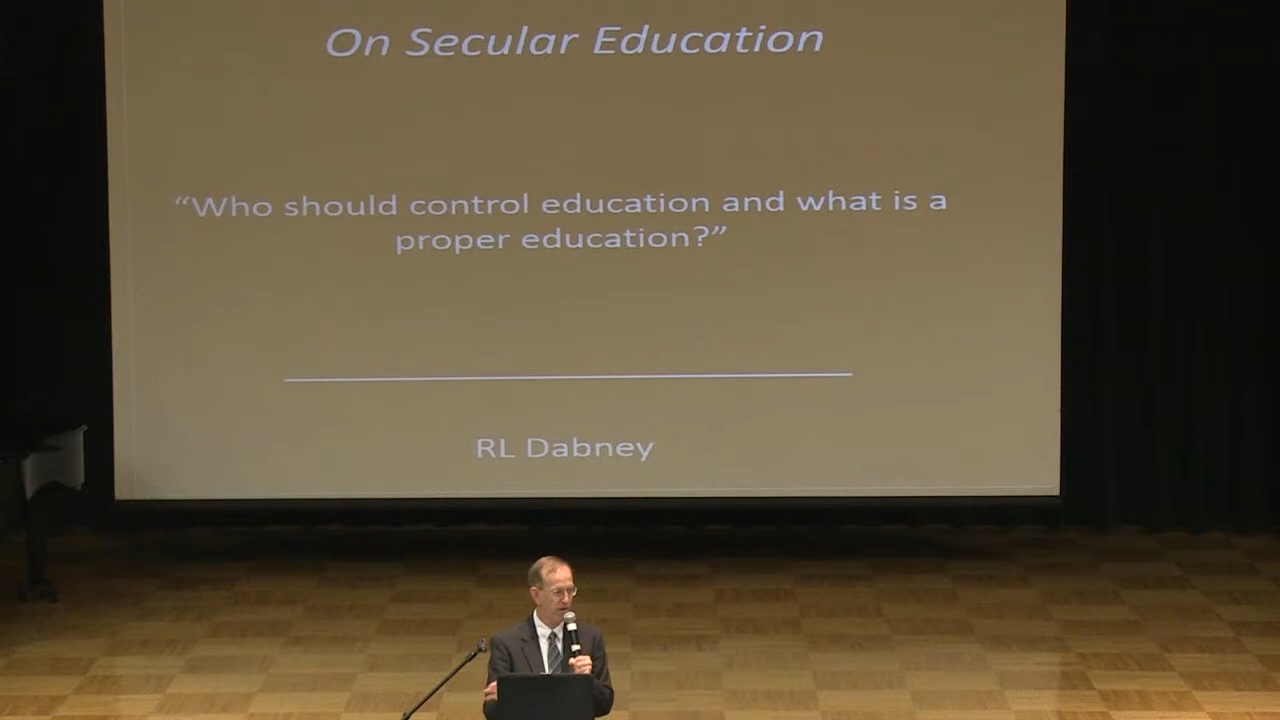 On Secular Education
“Who should control education and what is a
proper education?”
RL Dabney